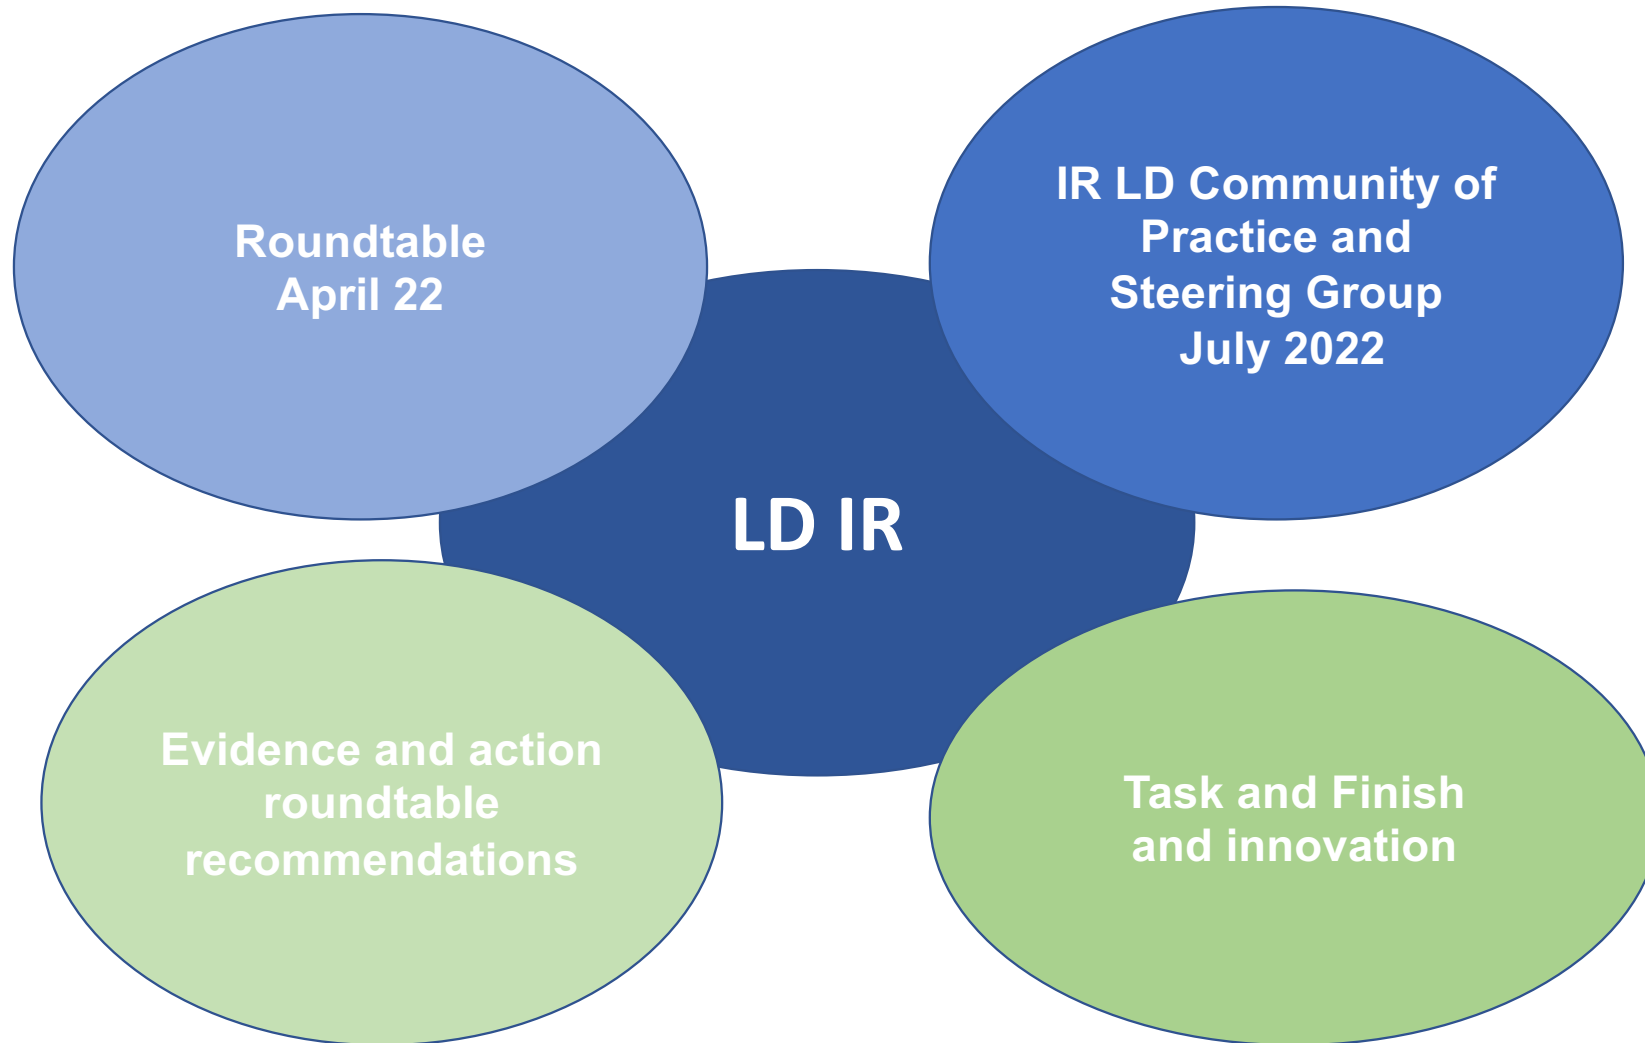 Roundtable
April 22
IR LD Community of
Practice and
Steering Group
July 2022
LD IR
Evidence and action
roundtable
recommendations
Task and Finish
and innovation